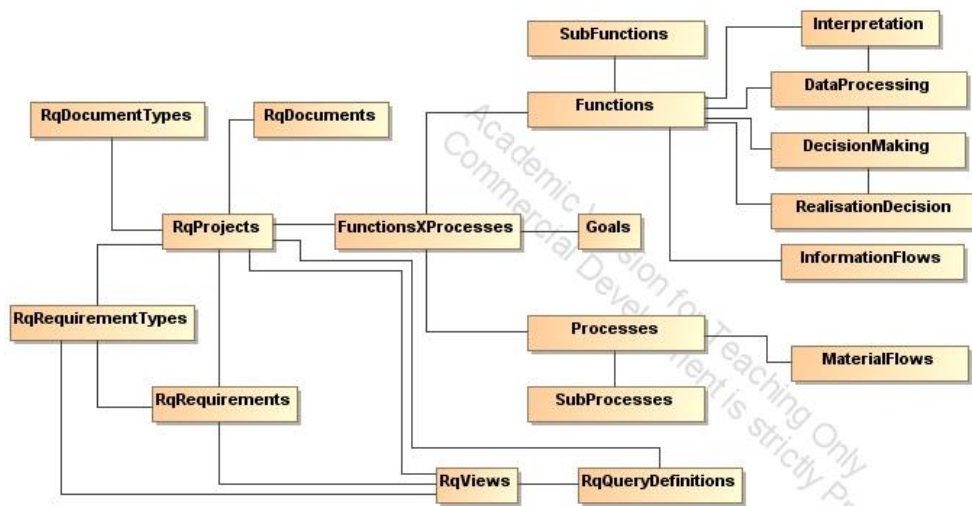 SubFunctions
Interpretation
Functions
DataProcessing
RqDocumentTypes
RqDocuments
DecisionMaking
RealisationDecision
RqProjects
FunctionsXProcesses
Goals
InformationFlows
RqRequirementTypes
Processes
MaterialFlows
RqRequirements
SubProcesses
RqViews
RqQueryDefinitions
Academic Version for Teaching Only
Commercial Development is strictly Pr